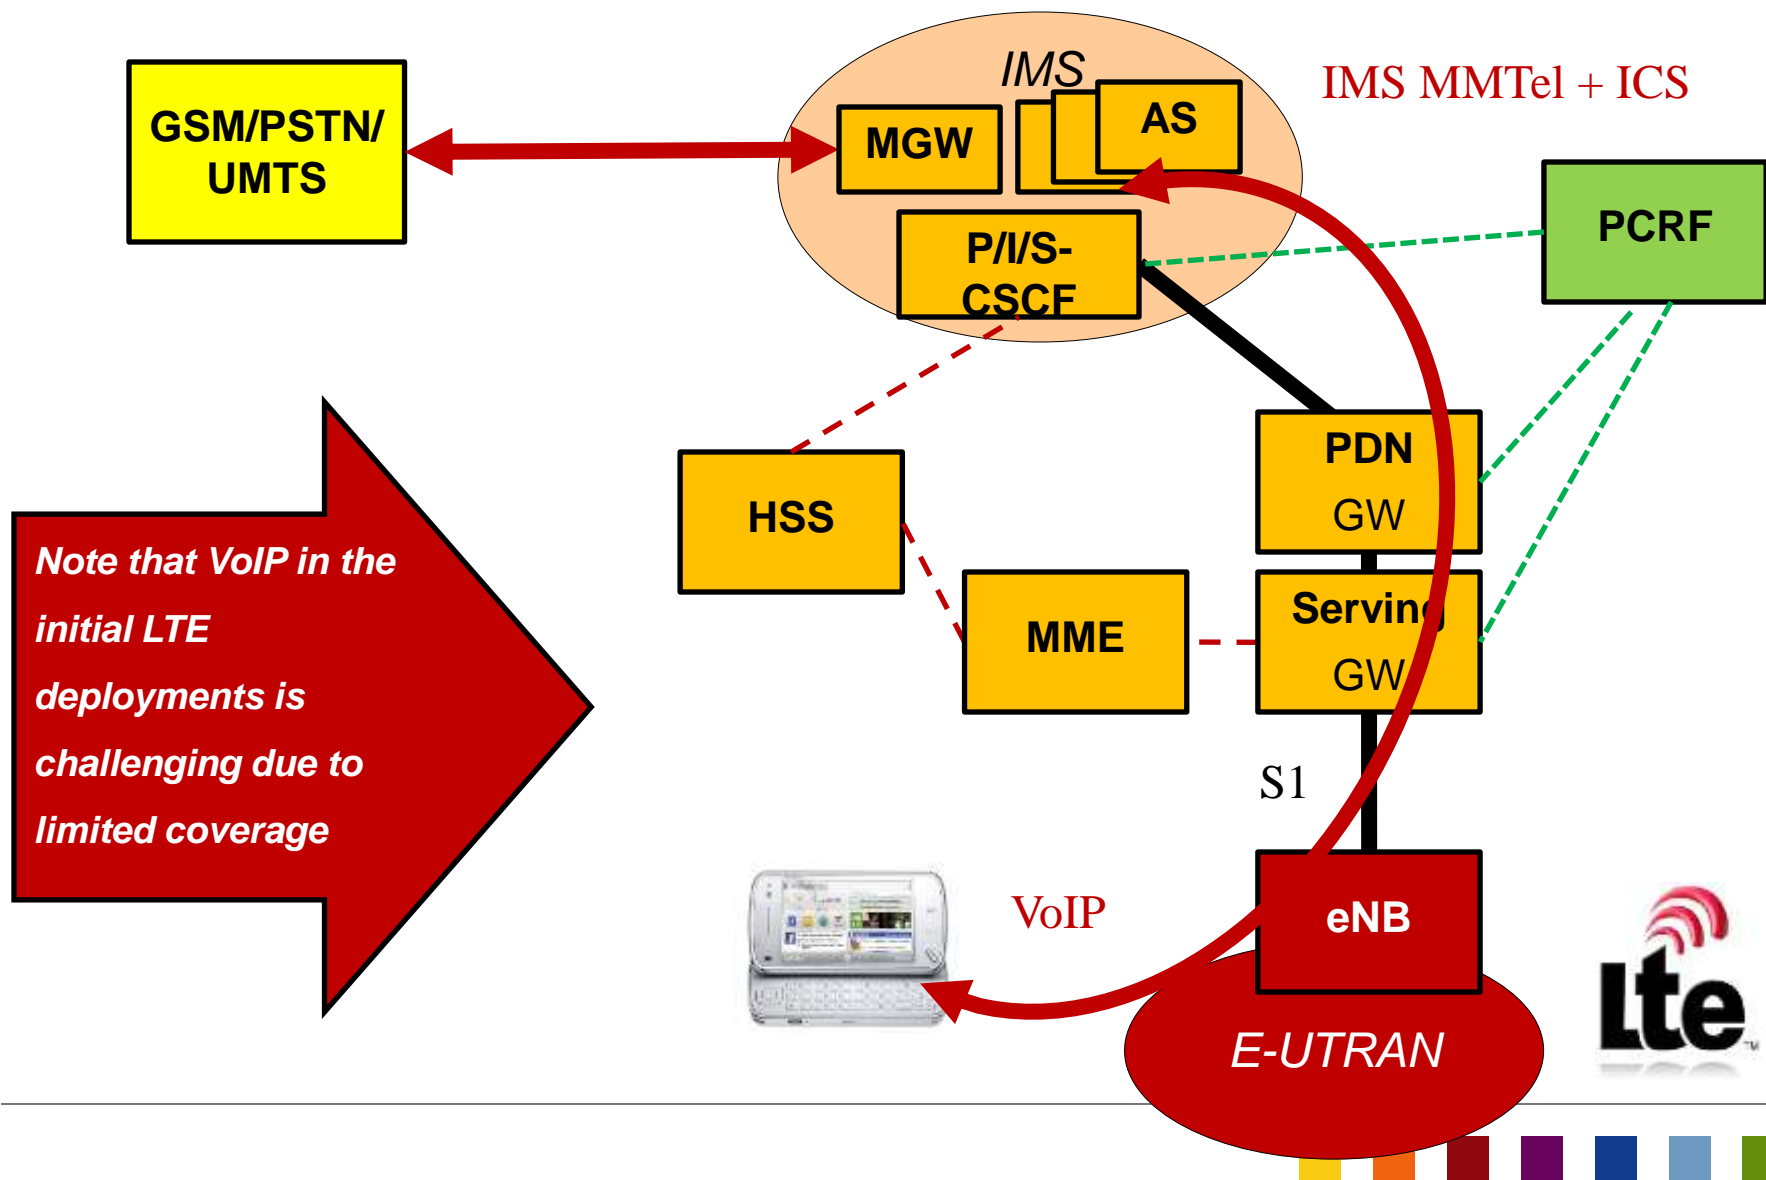 IMS
IMS MMTel + ICS
GSM/PSTN/
UMTS
MGW
AS
PCRF
P/I/S-
CSCF
PDN
GW
HSS
Note that VoIP in the
initial LTE
deployments is
challenging due to
limited coverage
MME
Serving
GW
S1
VoIP
eNB
E-UTRAN
Lte
TM